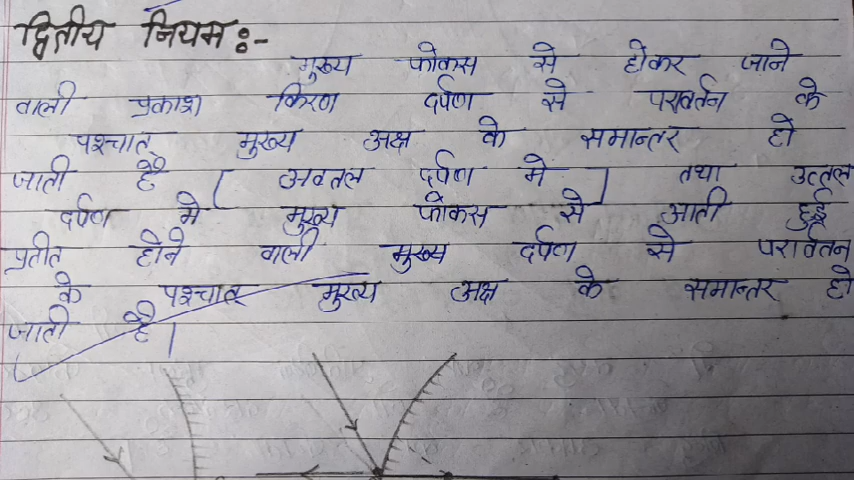 द्वितीय नियम :-
मुख्य फोकस से होकर जाने
वाली प्रकाश किरण दर्पण से परावर्तन के
पश्चात् मुख्य अक्ष के समान्तर हो
जाती है [ अवतल दर्पण मे ] तथा उत्तल
दर्पण मे मुख्य फोकस से आती हुई
प्रतीत होने वाली मुख्य दर्पण से परावर्तन
के पश्चात् मुख्य अक्ष के समान्तर हो
जाती है |